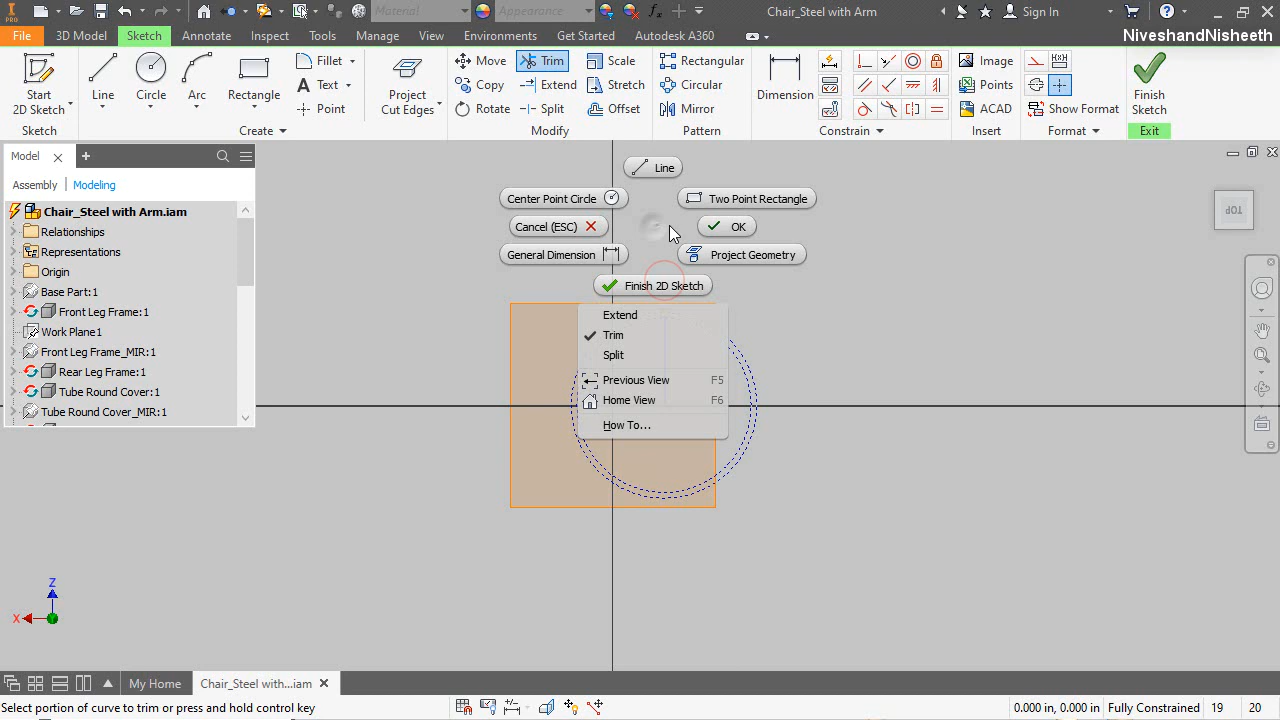 PRO
Material
Appearance
fx
Chair_Steel with Arm
Sign In
File
3D Model
Sketch
Annotate
Inspect
Tools
Manage
View
Environments
Get Started
Autodesk A360
NiveshandNisheeth
Start
2D Sketch
Line
Circle
Arc
Rectangle
Fillet
Text
Point
Project
Cut Edges
Move
Copy
Rotate
Trim
Extend
Split
Scale
Stretch
Offset
Rectangular
Circular
Mirror
Dimension
Image
Points
ACAD
Show Format
Finish
Sketch
Sketch
Create
Modify
Pattern
Constrain
Insert
Format
Exit
Model
Assembly
Modeling
Chair_Steel with Arm.iam
Relationships
Representations
Origin
Base Part:1
Front Leg Frame:1
Work Plane1
Front Leg Frame_MIR:1
Rear Leg Frame:1
Tube Round Cover:1
Tube Round Cover_MIR:1
Line
Center Point Circle
Two Point Rectangle
Cancel (ESC)
OK
General Dimension
Project Geometry
Finish 2D Sketch
Extend
Trim
Split
Previous View F5
Home View F6
How To...
TOP
Z
X
Y
My Home
Chair_Steel with...iam
Select portion of curve to trim or press and hold control key
0.000 in, 0.000 in
Fully Constrained
19
20